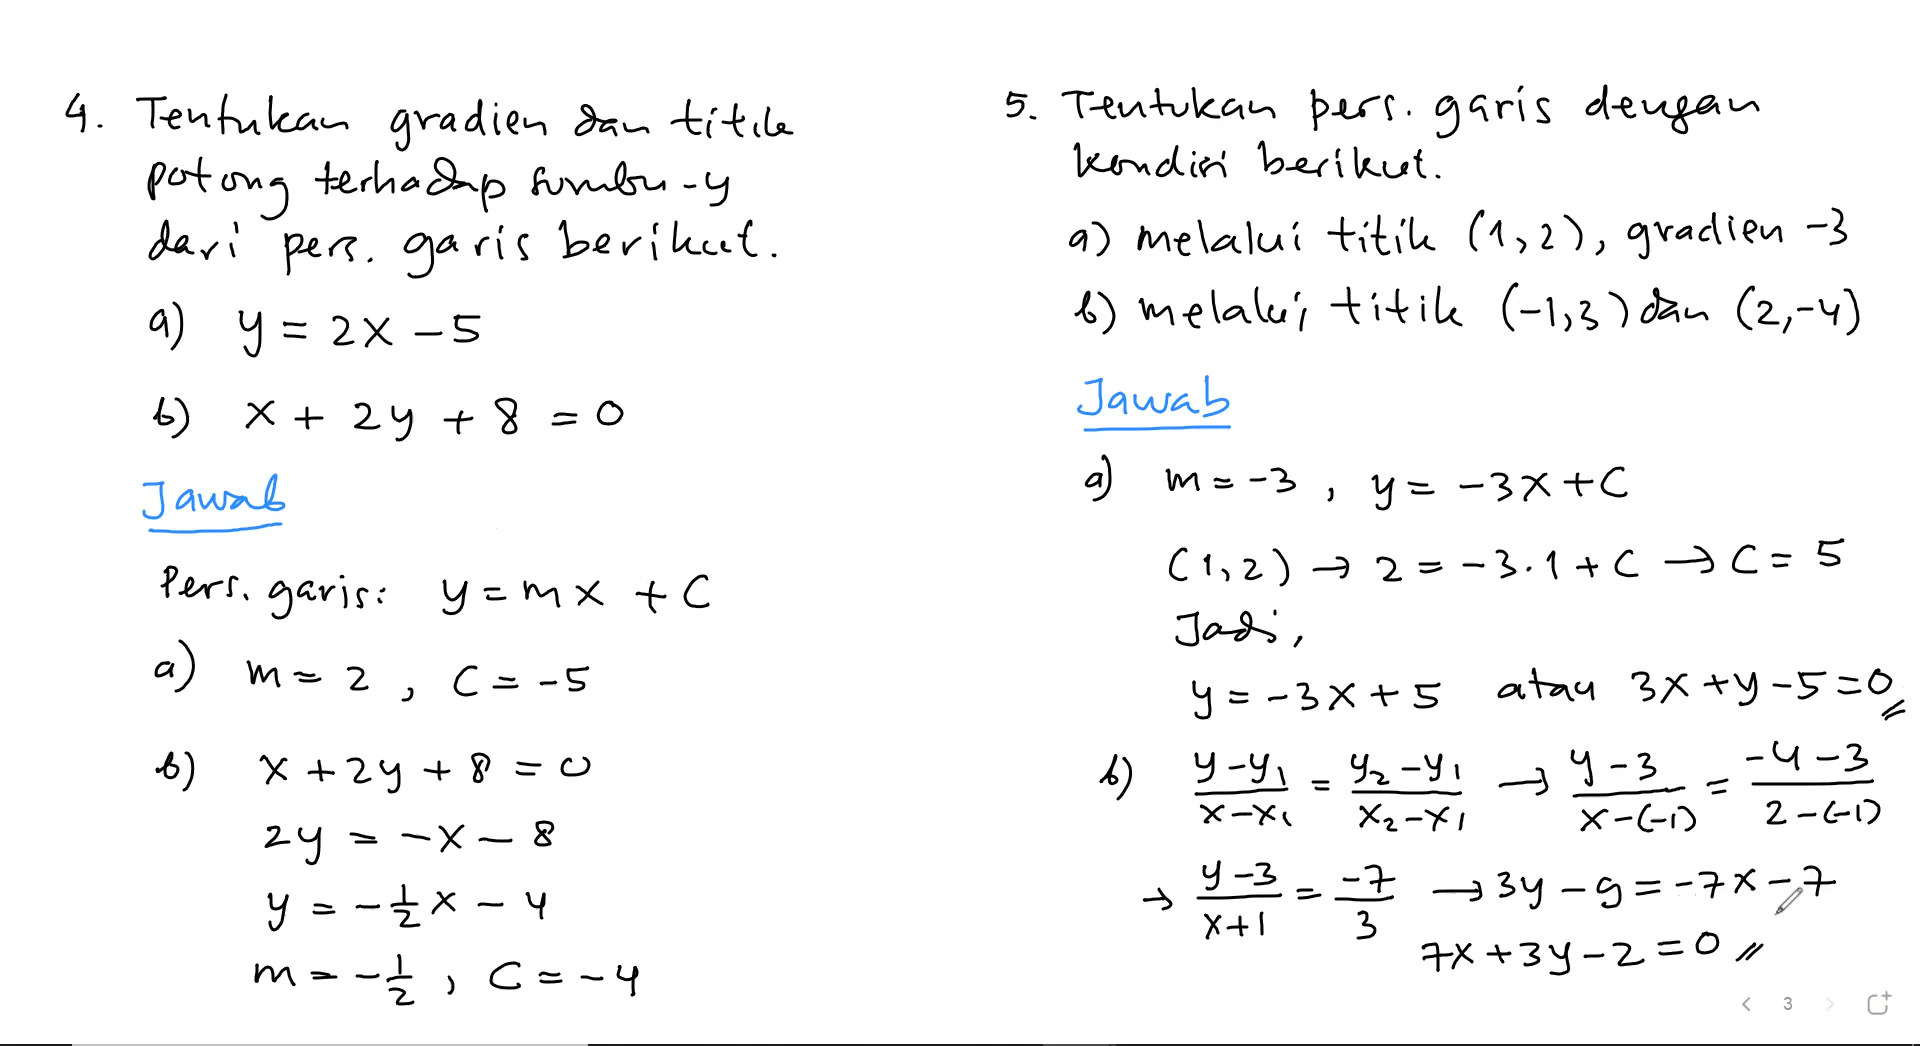 4. Tentukan gradien dan titik
potong terhadap sumbu-y
dari pers. garis berikut.
a) y = 2x - 5
b) x + 2y + 8 = 0
Jawab
Pers. garis: y = mx + C
a) m = 2 , C = -5
b) x + 2y + 8 = 0
2y = -x - 8
y = -1/2 x - 4
m = -1/2 , C = -4
5. Tentukan pers. garis dengan
kondisi berikut.
a) melalui titik (1,2), gradien -3
b) melalui titik (-1,3) dan (2,-4)
Jawab
a) m = -3 , y = -3x + C
(1,2) → 2 = -3·1 + C → C = 5
Jadi,
y = -3x + 5 atau 3x + y - 5 = 0 //
b) (y - y₁)/(x - x₁) = (y₂ - y₁)/(x₂ - x₁) → (y - 3)/(x - (-1)) = (-4 - 3)/(2 - (-1))
→ (y - 3)/(x + 1) = -7/3 → 3y - 9 = -7x - 7
7x + 3y - 2 = 0 //
< 3 >